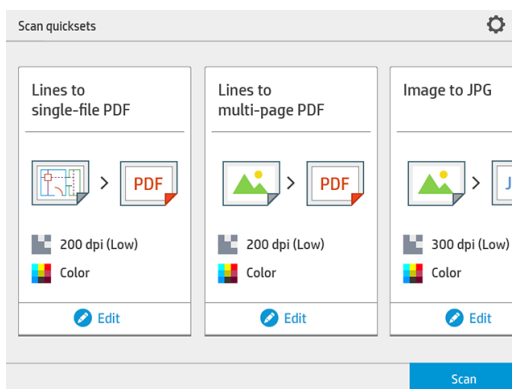 Scan quicksets
Lines to
single-file PDF
PDF
200 dpi (Low)
Color
Edit
Lines to
multi-page PDF
PDF
200 dpi (Low)
Color
Edit
Image to JPG
J
300 dpi (Low)
Color
Edit
Scan